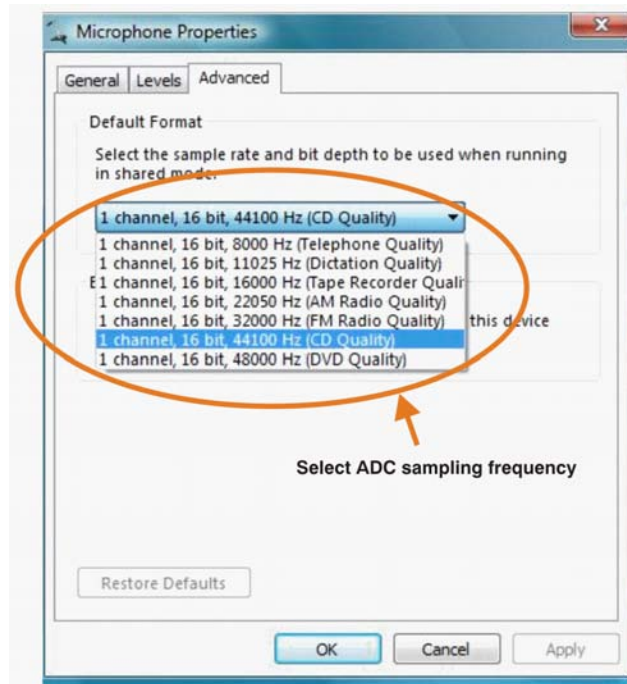 Microphone Properties
General Levels Advanced
Default Format
Select the sample rate and bit depth to be used when running
in shared mode.
1 channel, 16 bit, 44100 Hz (CD Quality)
1 channel, 16 bit, 8000 Hz (Telephone Quality)
1 channel, 16 bit, 11025 Hz (Dictation Quality)
E1 channel, 16 bit, 16000 Hz (Tape Recorder Qualit
1 channel, 16 bit, 22050 Hz (AM Radio Quality)
1 channel, 16 bit, 32000 Hz (FM Radio Quality) this device
1 channel, 16 bit, 44100 Hz (CD Quality)
1 channel, 16 bit, 48000 Hz (DVD Quality)
Select ADC sampling frequency
Restore Defaults
OK Cancel Apply